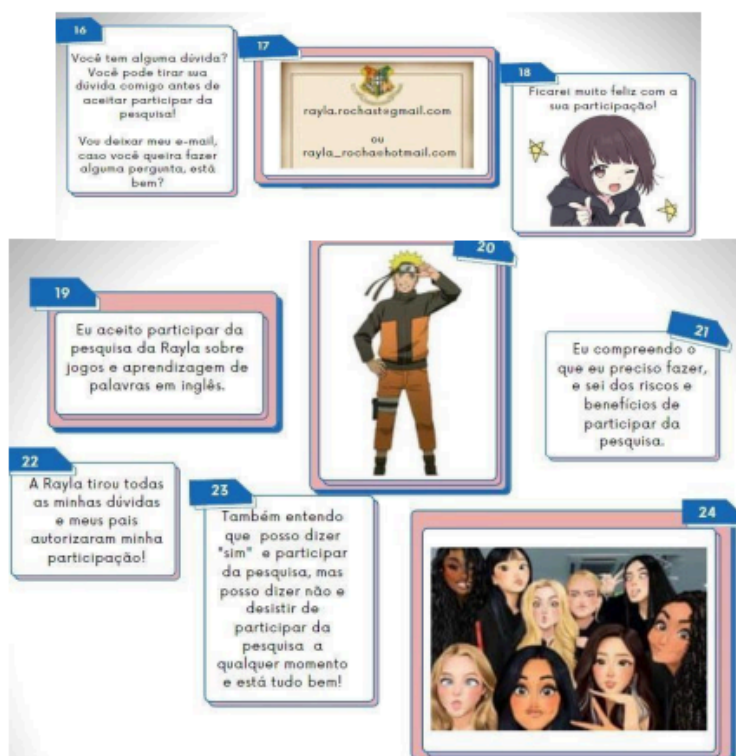 16
Você tem alguma dúvida?
Você pode tirar sua
dúvida comigo antes de
aceitar participar da
pesquisa!
Vou deixar meu e-mail,
caso você queira fazer
alguma pergunta, está
bem?
17
ou
rayla_rocha@hotmail.com
18
Ficarei muito feliz com a
sua participação!
19
Eu aceito participar da
pesquisa da Rayla sobre
jogos e aprendizagem de
palavras em inglês.
20
21
Eu compreendo o
que eu preciso fazer,
e sei dos riscos e
benefícios de
participar da
pesquisa.
22
A Rayla tirou todas
as minhas dúvidas
e meus pais
autorizaram minha
participação!
23
Também entendo
que posso dizer
"sim" e participar
da pesquisa, mas
posso dizer não e
desistir de
participar da
pesquisa a
qualquer momento
e está tudo bem!
24